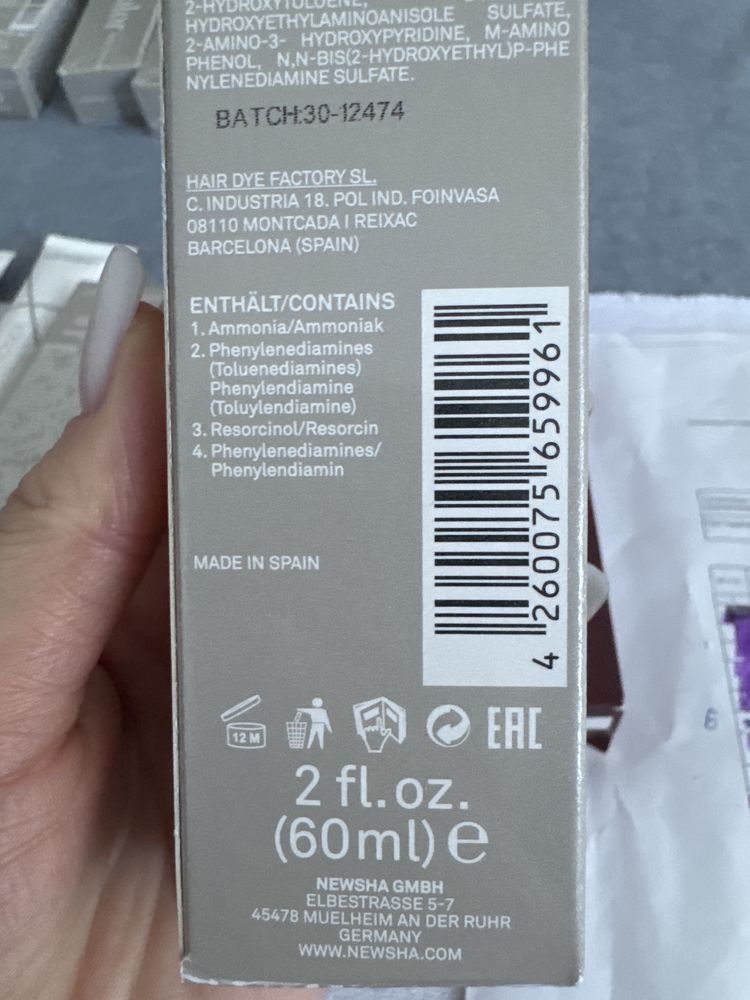 2-HYDROXYTOLUENE,
HYDROXYETHYLAMINOANISOLE SULFATE,
2-AMINO-3- HYDROXYPYRIDINE, M-AMINO
PHENOL, N,N-BIS(2-HYDROXYETHYL)P-PHE
NYLENEDIAMINE SULFATE.
BATCH:30-12474
HAIR DYE FACTORY SL.
C. INDUSTRIA 18. POL IND. FOINVASA
08110 MONTCADA I REIXAC
BARCELONA (SPAIN)
ENTHÄLT/CONTAINS
1. Ammonia/Ammoniak
2. Phenylenediamines
(Toluenediamines)
Phenylendiamine
(Toluylendiamine)
3. Resorcinol/Resorcin
4. Phenylenediamines/
Phenylendiamin
4 260075 659961
MADE IN SPAIN
12 M
EAC
2 fl.oz.
(60ml) e
NEWSHA GMBH
ELBESTRASSE 5-7
45478 MUELHEIM AN DER RUHR
GERMANY
WWW.NEWSHA.COM